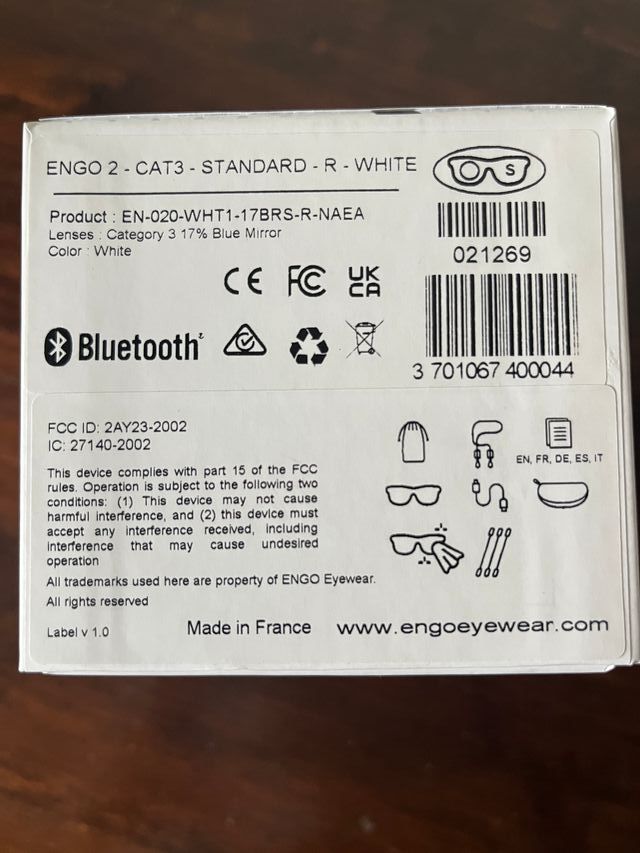 ENGO 2 - CAT3 - STANDARD - R - WHITE
S
Product : EN-020-WHT1-17BRS-R-NAEA
Lenses : Category 3 17% Blue Mirror
Color : White
021269
CE FC UK CA
Bluetooth
3 701067 400044
FCC ID: 2AY23-2002
IC: 27140-2002
EN, FR, DE, ES, IT
This device complies with part 15 of the FCC
rules. Operation is subject to the following two
conditions: (1) This device may not cause
harmful interference, and (2) this device must
accept any interference received, including
interference that may cause undesired
operation
All trademarks used here are property of ENGO Eyewear.
All rights reserved
Label v 1.0
Made in France
www.engoeyewear.com